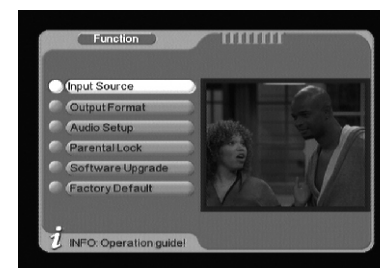 Function
Input Source
Output Format
Audio Setup
Parental Lock
Software Upgrade
Factory Default
i INFO: Operation guide!